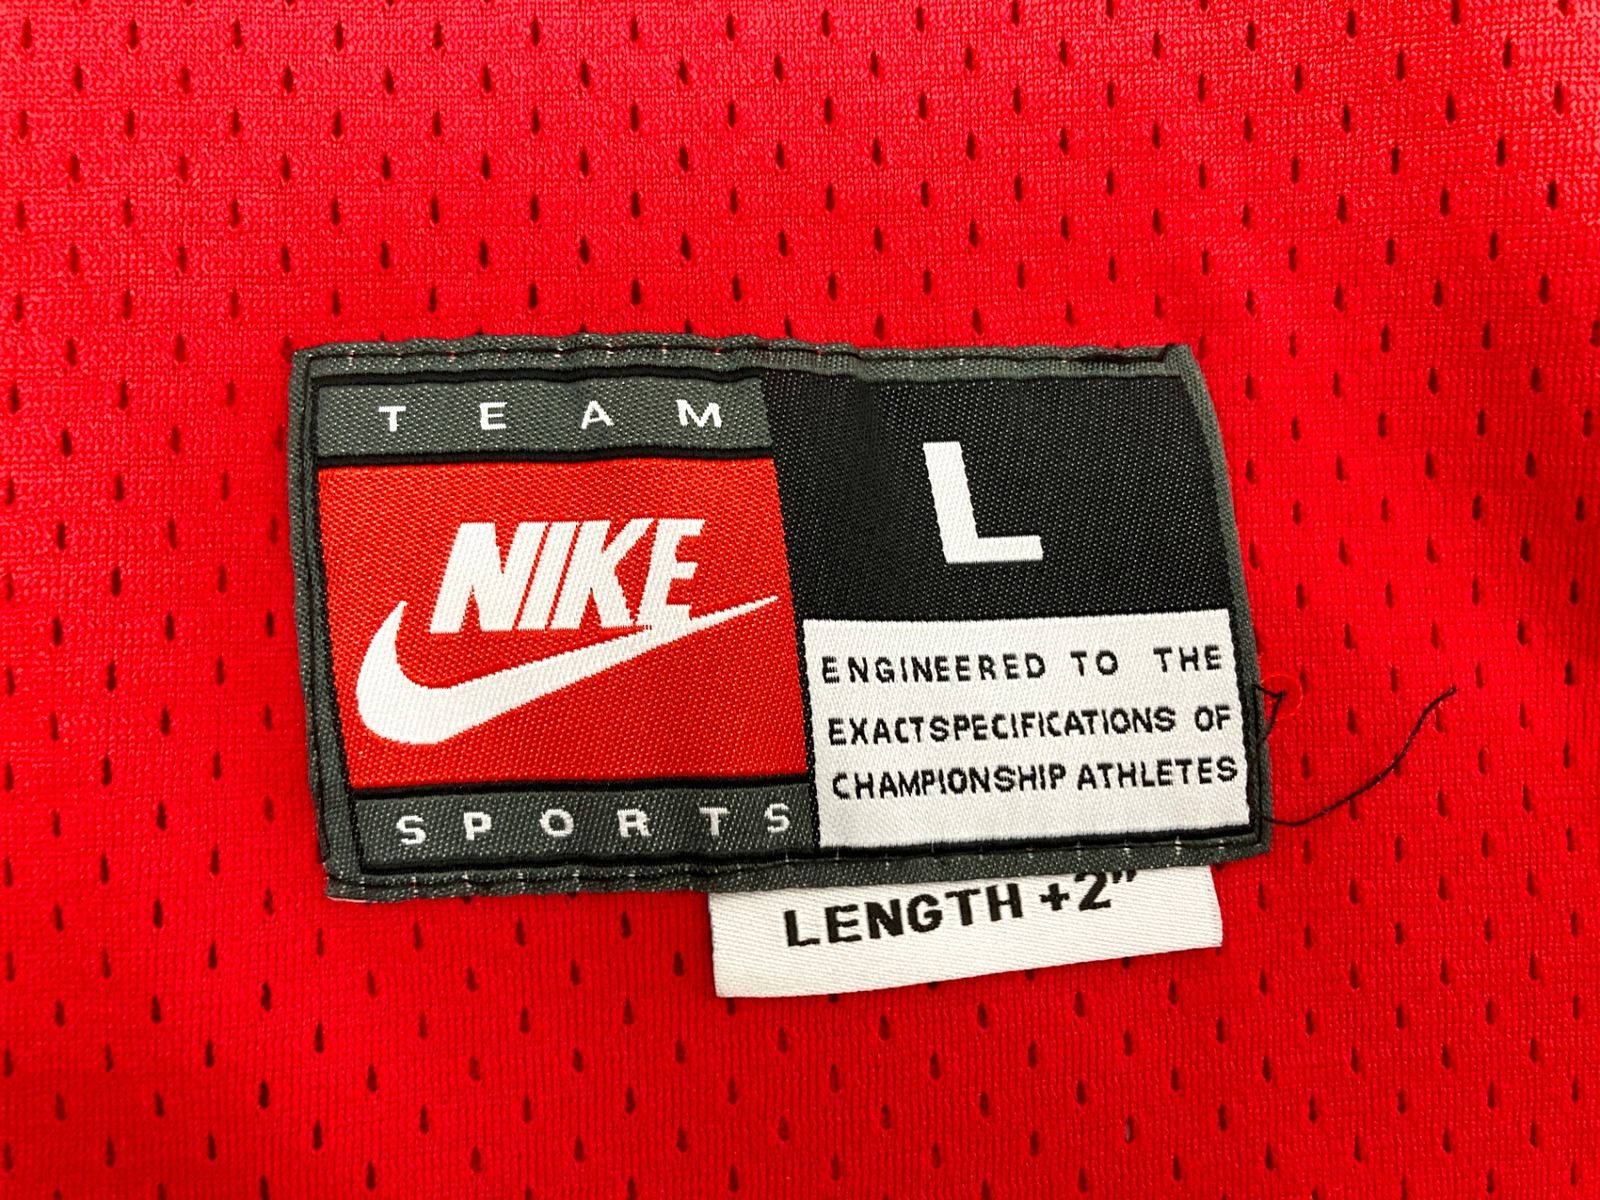 TEAM
NIKE
SPORTS
L
ENGINEERED TO THE
EXACTSPECIFICATIONS OF
CHAMPIONSHIP ATHLETES
LENGTH +2"